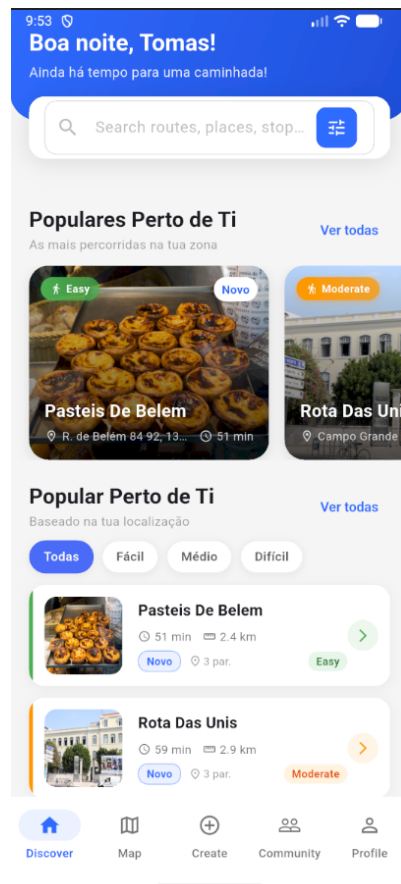 9:53
Boa noite, Tomas!
Ainda há tempo para uma caminhada!
Search routes, places, stop...
Populares Perto de Ti
Ver todas
As mais percorridas na tua zona
Easy
Novo
Moderate
Pasteis De Belem
R. de Belém 84 92, 13...
51 min
Rota Das Uni
Campo Grande
Popular Perto de Ti
Ver todas
Baseado na tua localização
Todas
Fácil
Médio
Difícil
Pasteis De Belem
51 min
2.4 km
Novo
3 par.
Easy
Rota Das Unis
59 min
2.9 km
Novo
3 par.
Moderate
Discover
Map
Create
Community
Profile